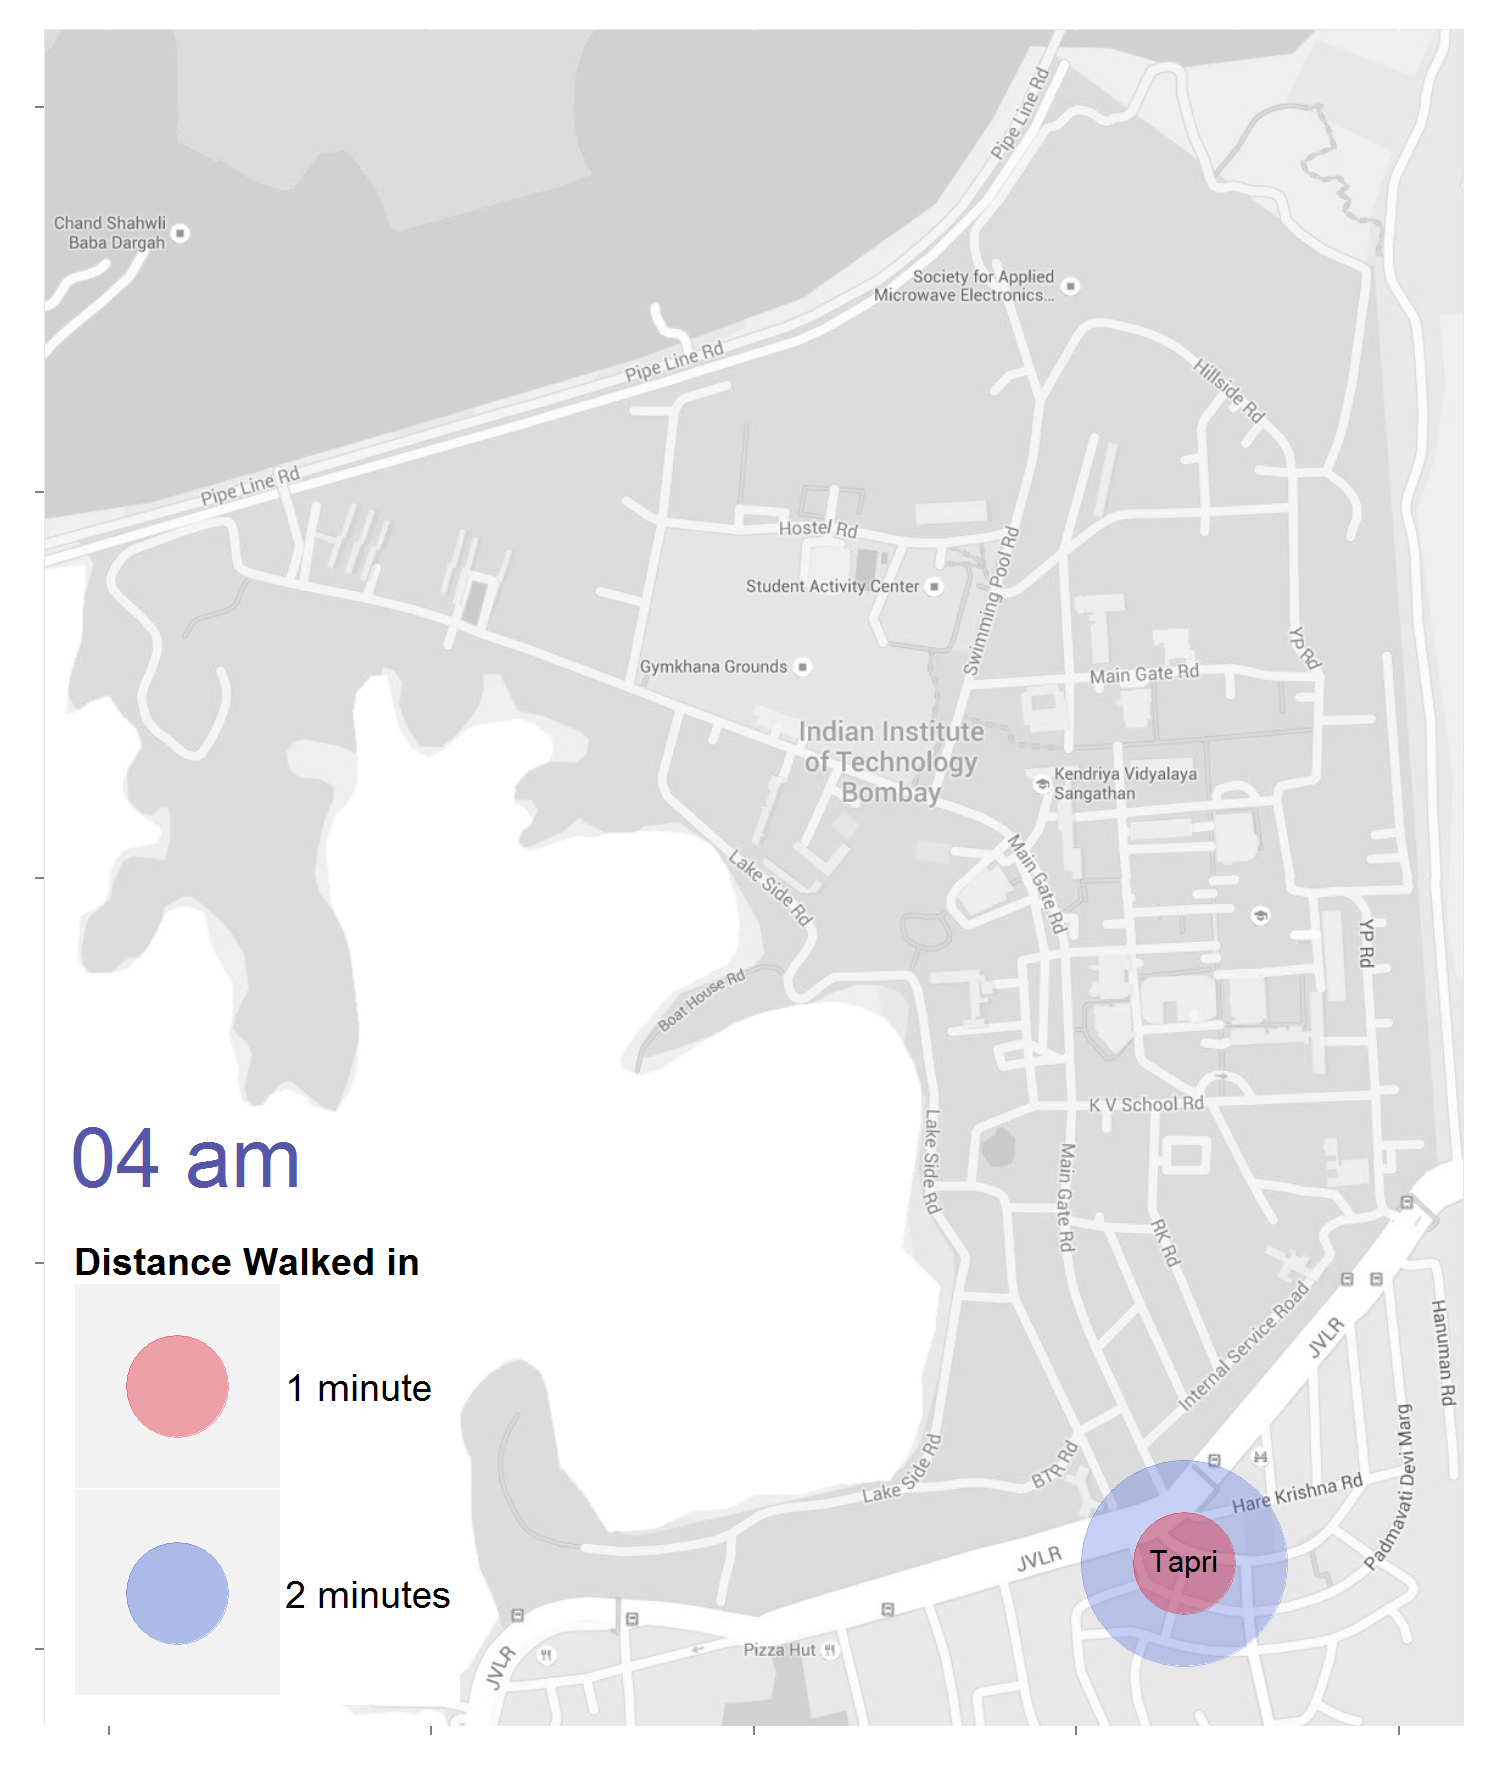 Pipe Line Rd
Chand Shahwli
Baba Dargah
Society for Applied
Microwave Electronics...
Pipe Line Rd
Hillside Rd
Pipe Line Rd
Hostel Rd
Swimming Pool Rd
Student Activity Center
YP Rd
Gymkhana Grounds
Main Gate Rd
Indian Institute
of Technology
Bombay
Kendriya Vidyalaya
Sangathan
Main Gate Rd
Lake Side Rd
YP Rd
Boat House Rd
K V School Rd
Lake Side Rd
Main Gate Rd
04 am
RK Rd
Distance Walked in
Internal Service Road
JVLR
Hanuman Rd
1 minute
Padmavati Devi Marg
Lake Side Rd
BTR Rd
Hare Krishna Rd
JVLR
Tapri
2 minutes
Pizza Hut
JVLR